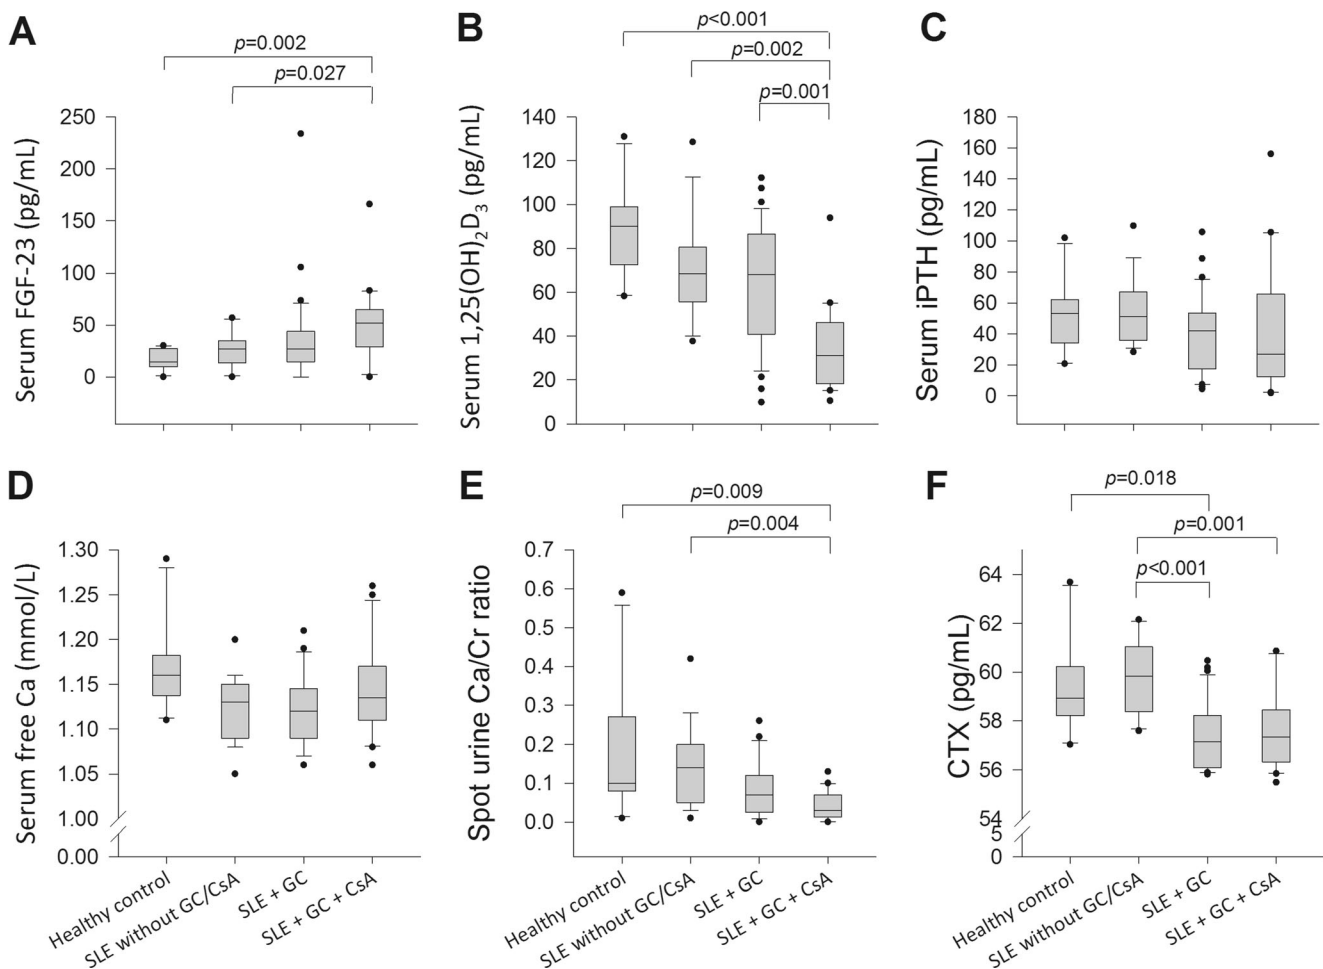 A
p=0.002
p=0.027
Serum FGF-23 (pg/mL)
250
200
150
100
50
0
B
p<0.001
p=0.002
p=0.001
Serum 1,25(OH)₂D₃ (pg/mL)
140
120
100
80
60
40
20
0
C
Serum iPTH (pg/mL)
180
160
140
120
100
80
60
40
20
0
D
Serum free Ca (mmol/L)
1.30
1.25
1.20
1.15
1.10
1.05
1.00
0.00
Healthy control
SLE without GC/CsA
SLE + GC
SLE + GC + CsA
E
p=0.009
p=0.004
Spot urine Ca/Cr ratio
0.7
0.6
0.5
0.4
0.3
0.2
0.1
0.0
Healthy control
SLE without GC/CsA
SLE + GC
SLE + GC + CsA
F
p=0.018
p=0.001
p<0.001
CTX (pg/mL)
64
62
60
58
56
54
5
0
Healthy control
SLE without GC/CsA
SLE + GC
SLE + GC + CsA